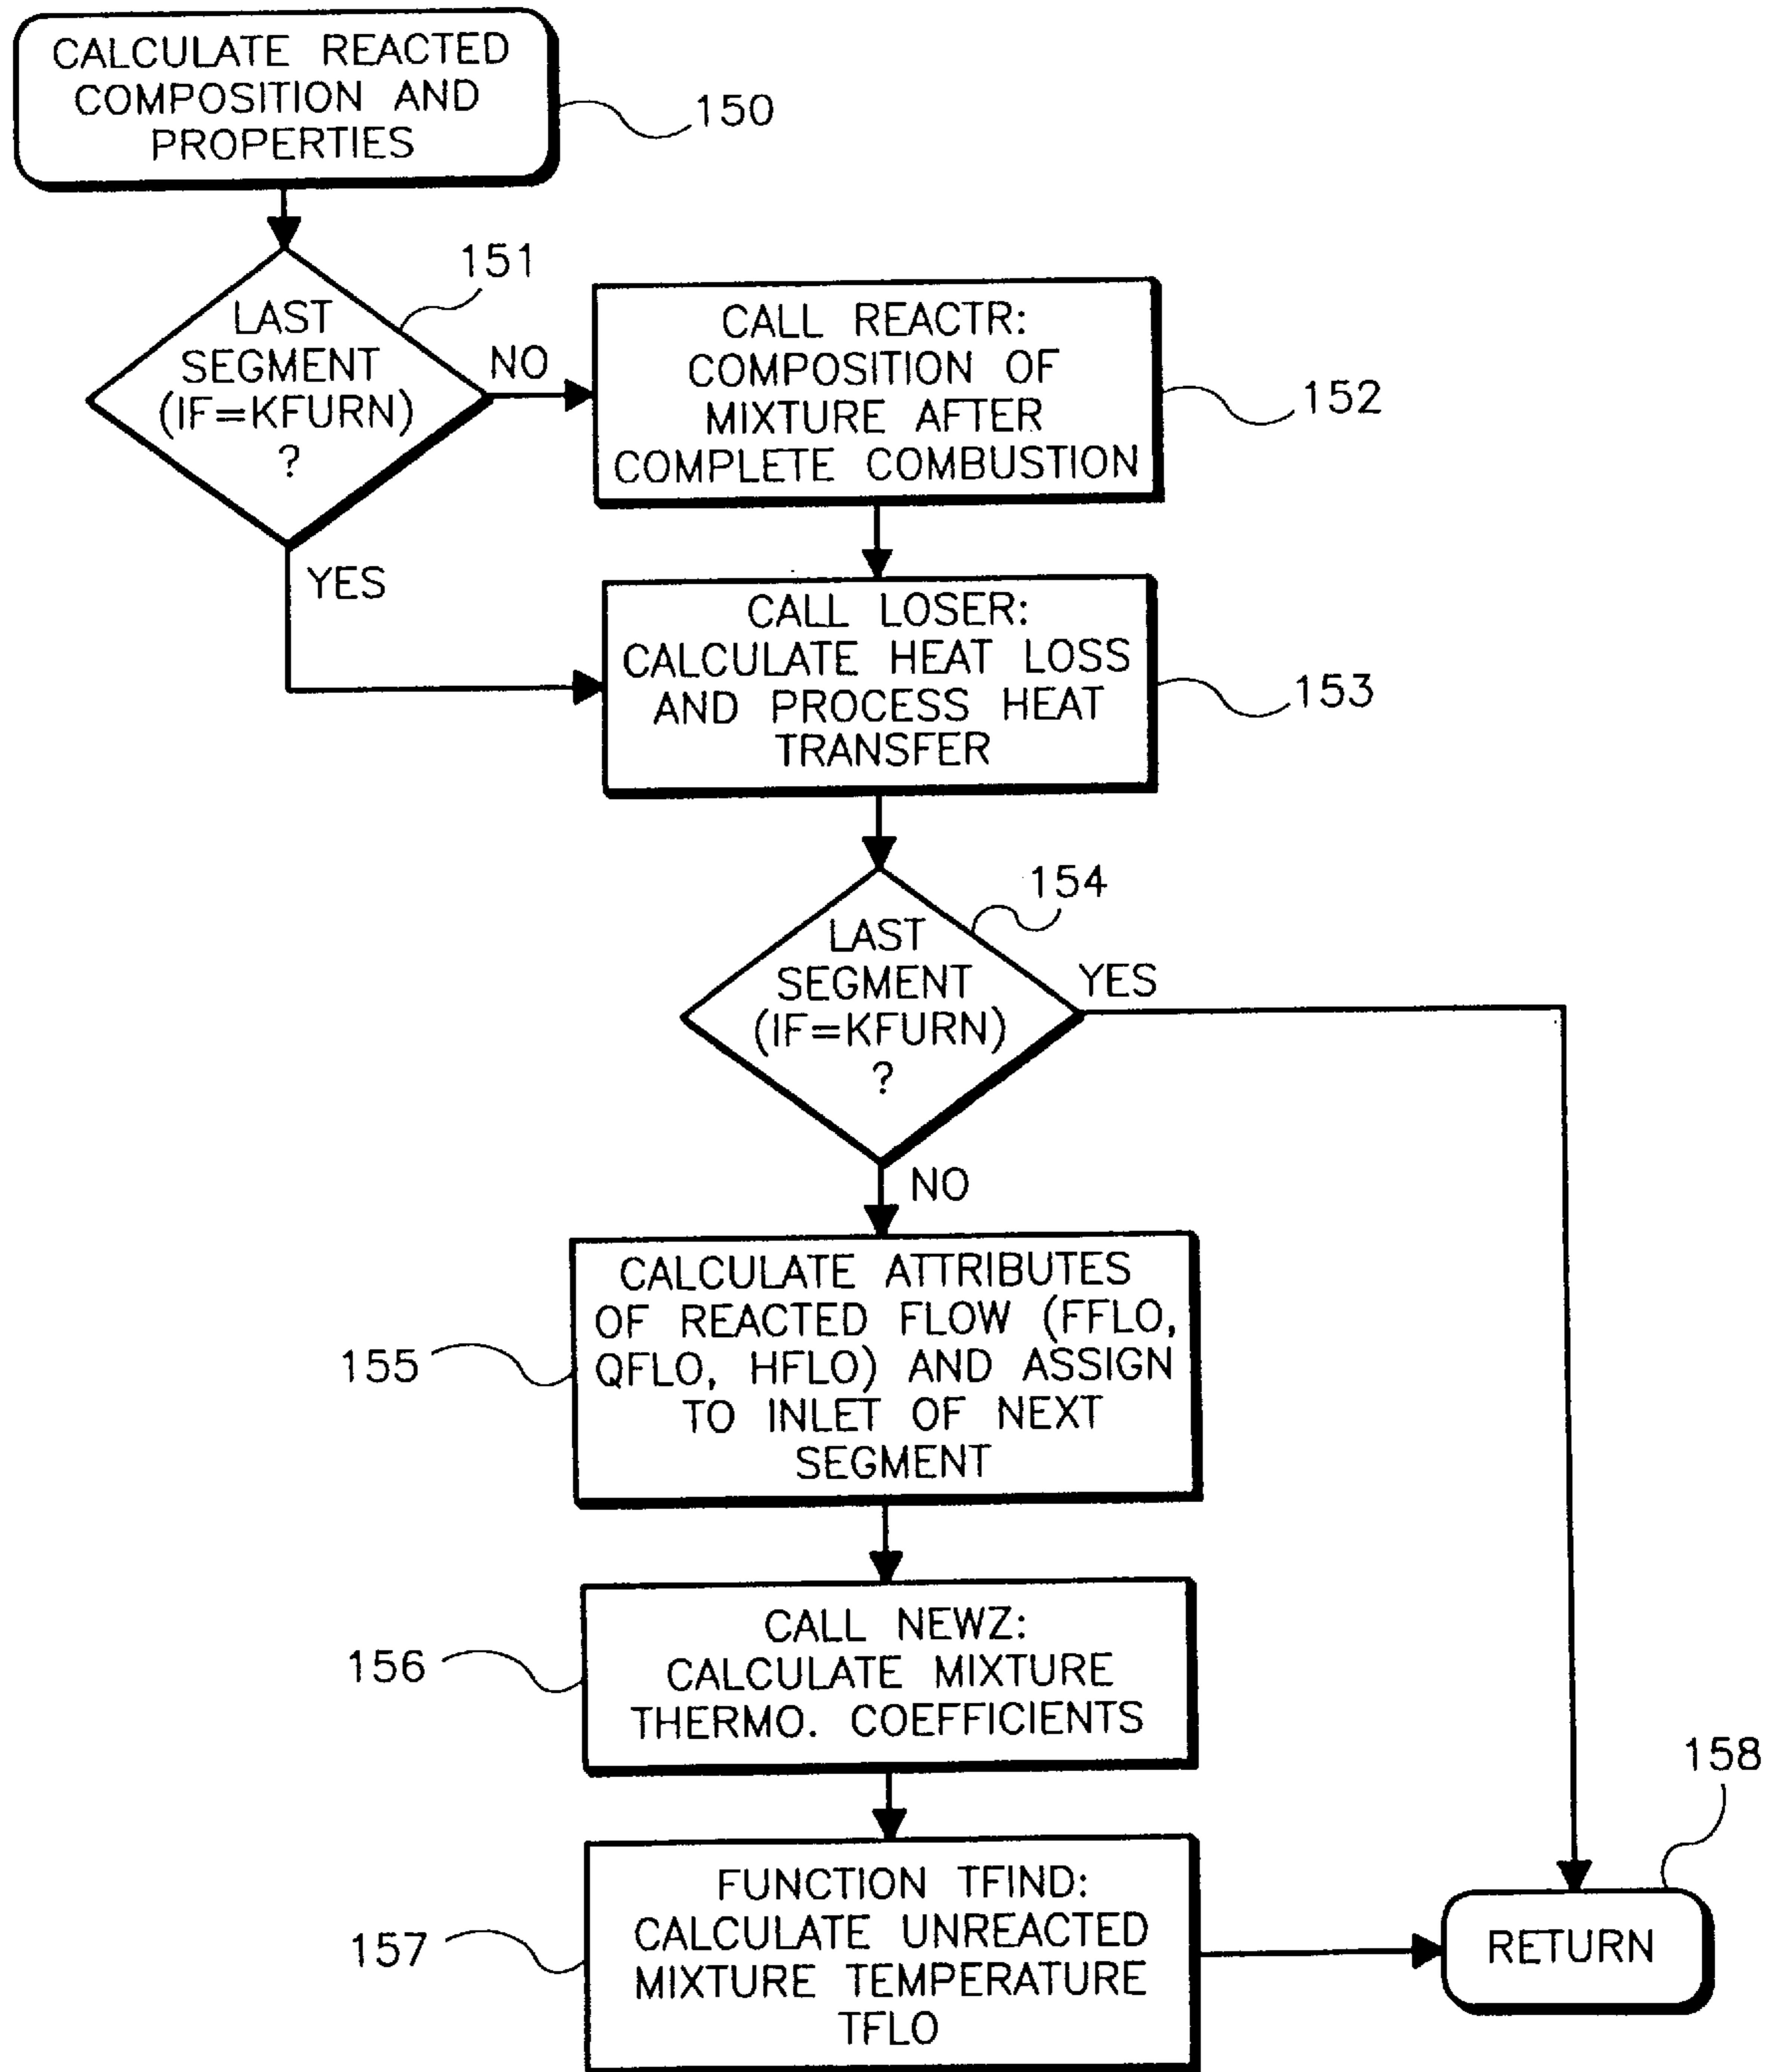 CALCULATE REACTED
COMPOSITION AND
PROPERTIES
150
151
LAST
SEGMENT
(IF=KFURN)
?
NO
YES
CALL REACTR:
COMPOSITION OF
MIXTURE AFTER
COMPLETE COMBUSTION
152
CALL LOSER:
CALCULATE HEAT LOSS
AND PROCESS HEAT
TRANSFER
153
154
LAST
SEGMENT
(IF=KFURN)
?
YES
NO
CALCULATE ATTRIBUTES
OF REACTED FLOW (FFLO,
QFLO, HFLO) AND ASSIGN
TO INLET OF NEXT
SEGMENT
155
CALL NEWZ:
CALCULATE MIXTURE
THERMO. COEFFICIENTS
156
FUNCTION TFIND:
CALCULATE UNREACTED
MIXTURE TEMPERATURE
TFLO
157
158
RETURN